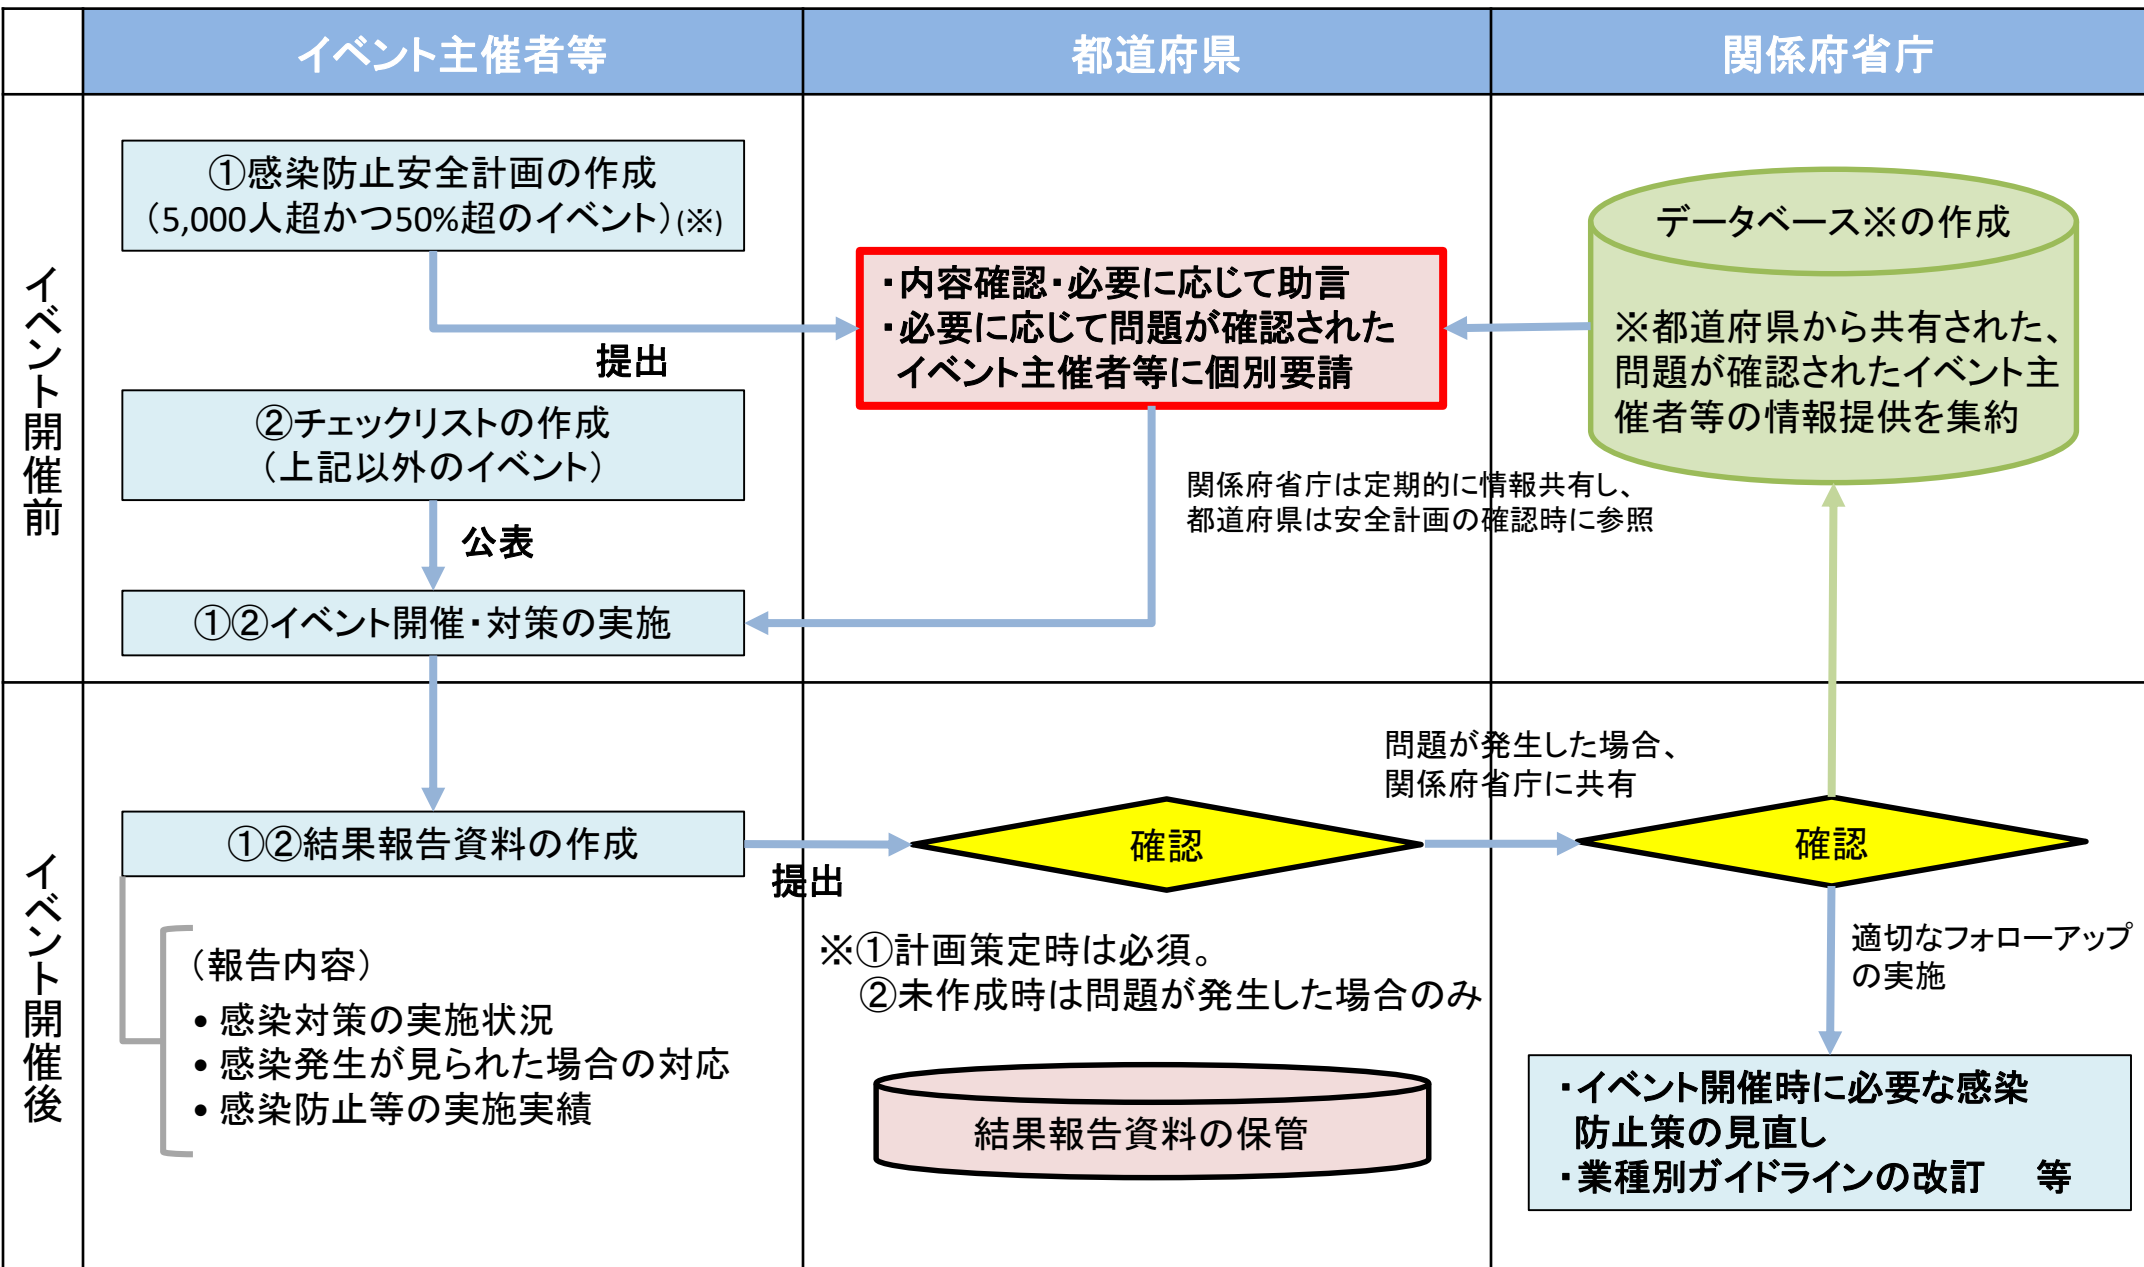 イベント主催者等
都道府県
関係府省庁
イベント開催前
①感染防止安全計画の作成
（5,000人超かつ50%超のイベント）(※)
提出
②チェックリストの作成
（上記以外のイベント）
公表
①②イベント開催・対策の実施
・内容確認・必要に応じて助言
・必要に応じて問題が確認された
イベント主催者等に個別要請
データベース※の作成
※都道府県から共有された、
問題が確認されたイベント主
催者等の情報提供を集約
関係府省庁は定期的に情報共有し、
都道府県は安全計画の確認時に参照
イベント開催後
①②結果報告資料の作成
提出
（報告内容）
• 感染対策の実施状況
• 感染発生が見られた場合の対応
• 感染防止等の実施実績
確認
※①計画策定時は必須。
②未作成時は問題が発生した場合のみ
結果報告資料の保管
問題が発生した場合、
関係府省庁に共有
確認
適切なフォローアップ
の実施
・イベント開催時に必要な感染
防止策の見直し
・業種別ガイドラインの改訂　等